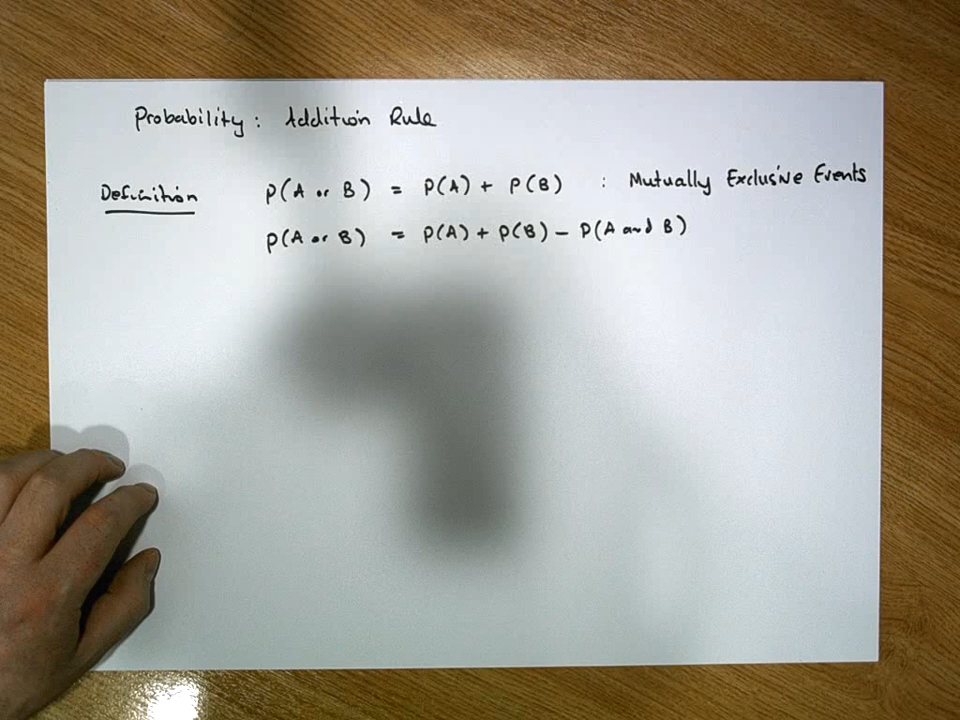 Probability: Addition Rule
Definition P(A or B) = P(A) + P(B) : Mutually Exclusive Events
P(A or B) = P(A) + P(B) - P(A and B)